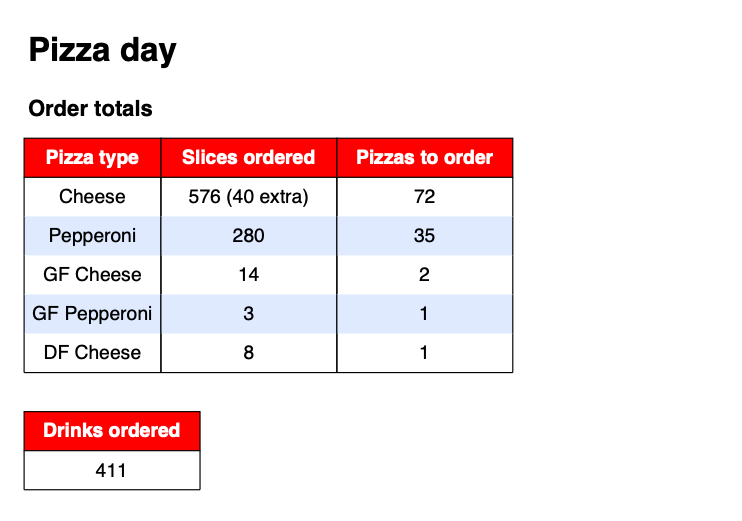 Pizza day
Order totals
Pizza type Slices ordered Pizzas to order
Cheese 576 (40 extra) 72
Pepperoni 280 35
GF Cheese 14 2
GF Pepperoni 3 1
DF Cheese 8 1
Drinks ordered
411